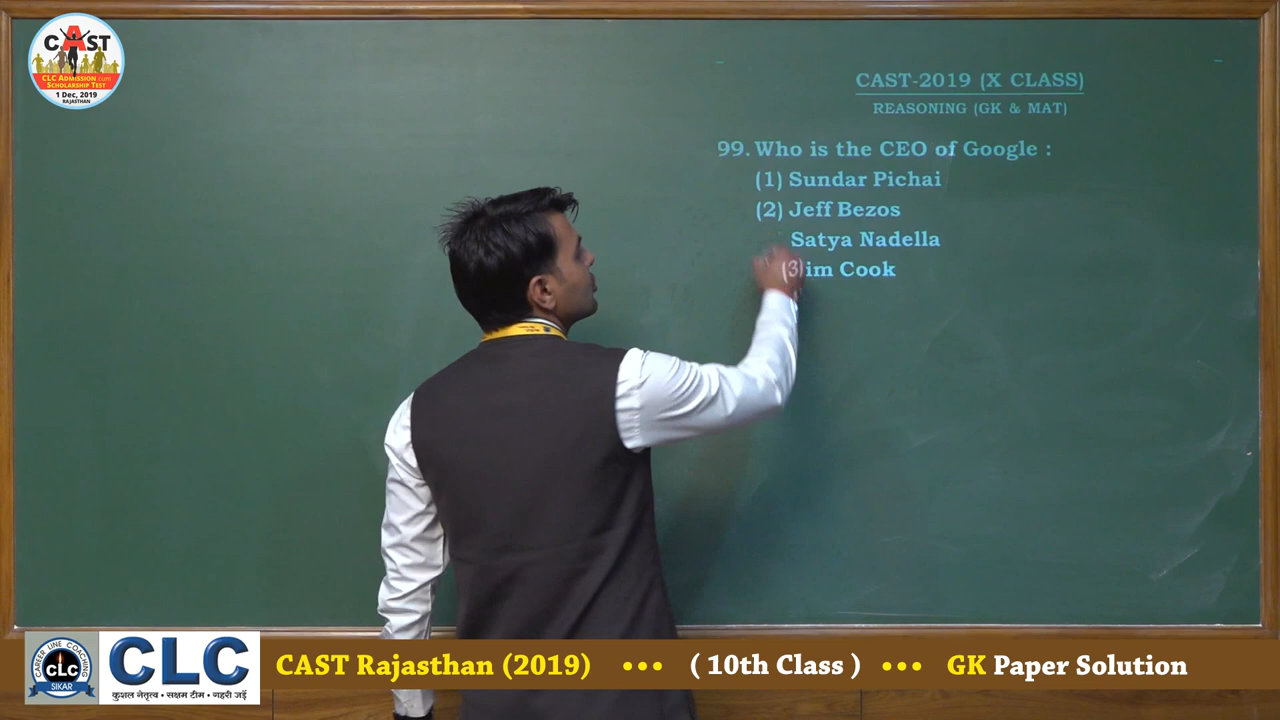 CAST
CLC ADMISSION cum
SCHOLARSHIP TEST
1 Dec, 2019
RAJASTHAN
CAST-2019 (X CLASS)
REASONING (GK & MAT)
99. Who is the CEO of Google :
(1) Sundar Pichai
(2) Jeff Bezos
Satya Nadella
(3)im Cook
CAREER LINE COACHING
CLC
SIKAR
CLC
कुशल नेतृत्व • सक्षम टीम • गहरी जड़ें
CAST Rajasthan (2019) ••• ( 10th Class ) ••• GK Paper Solution